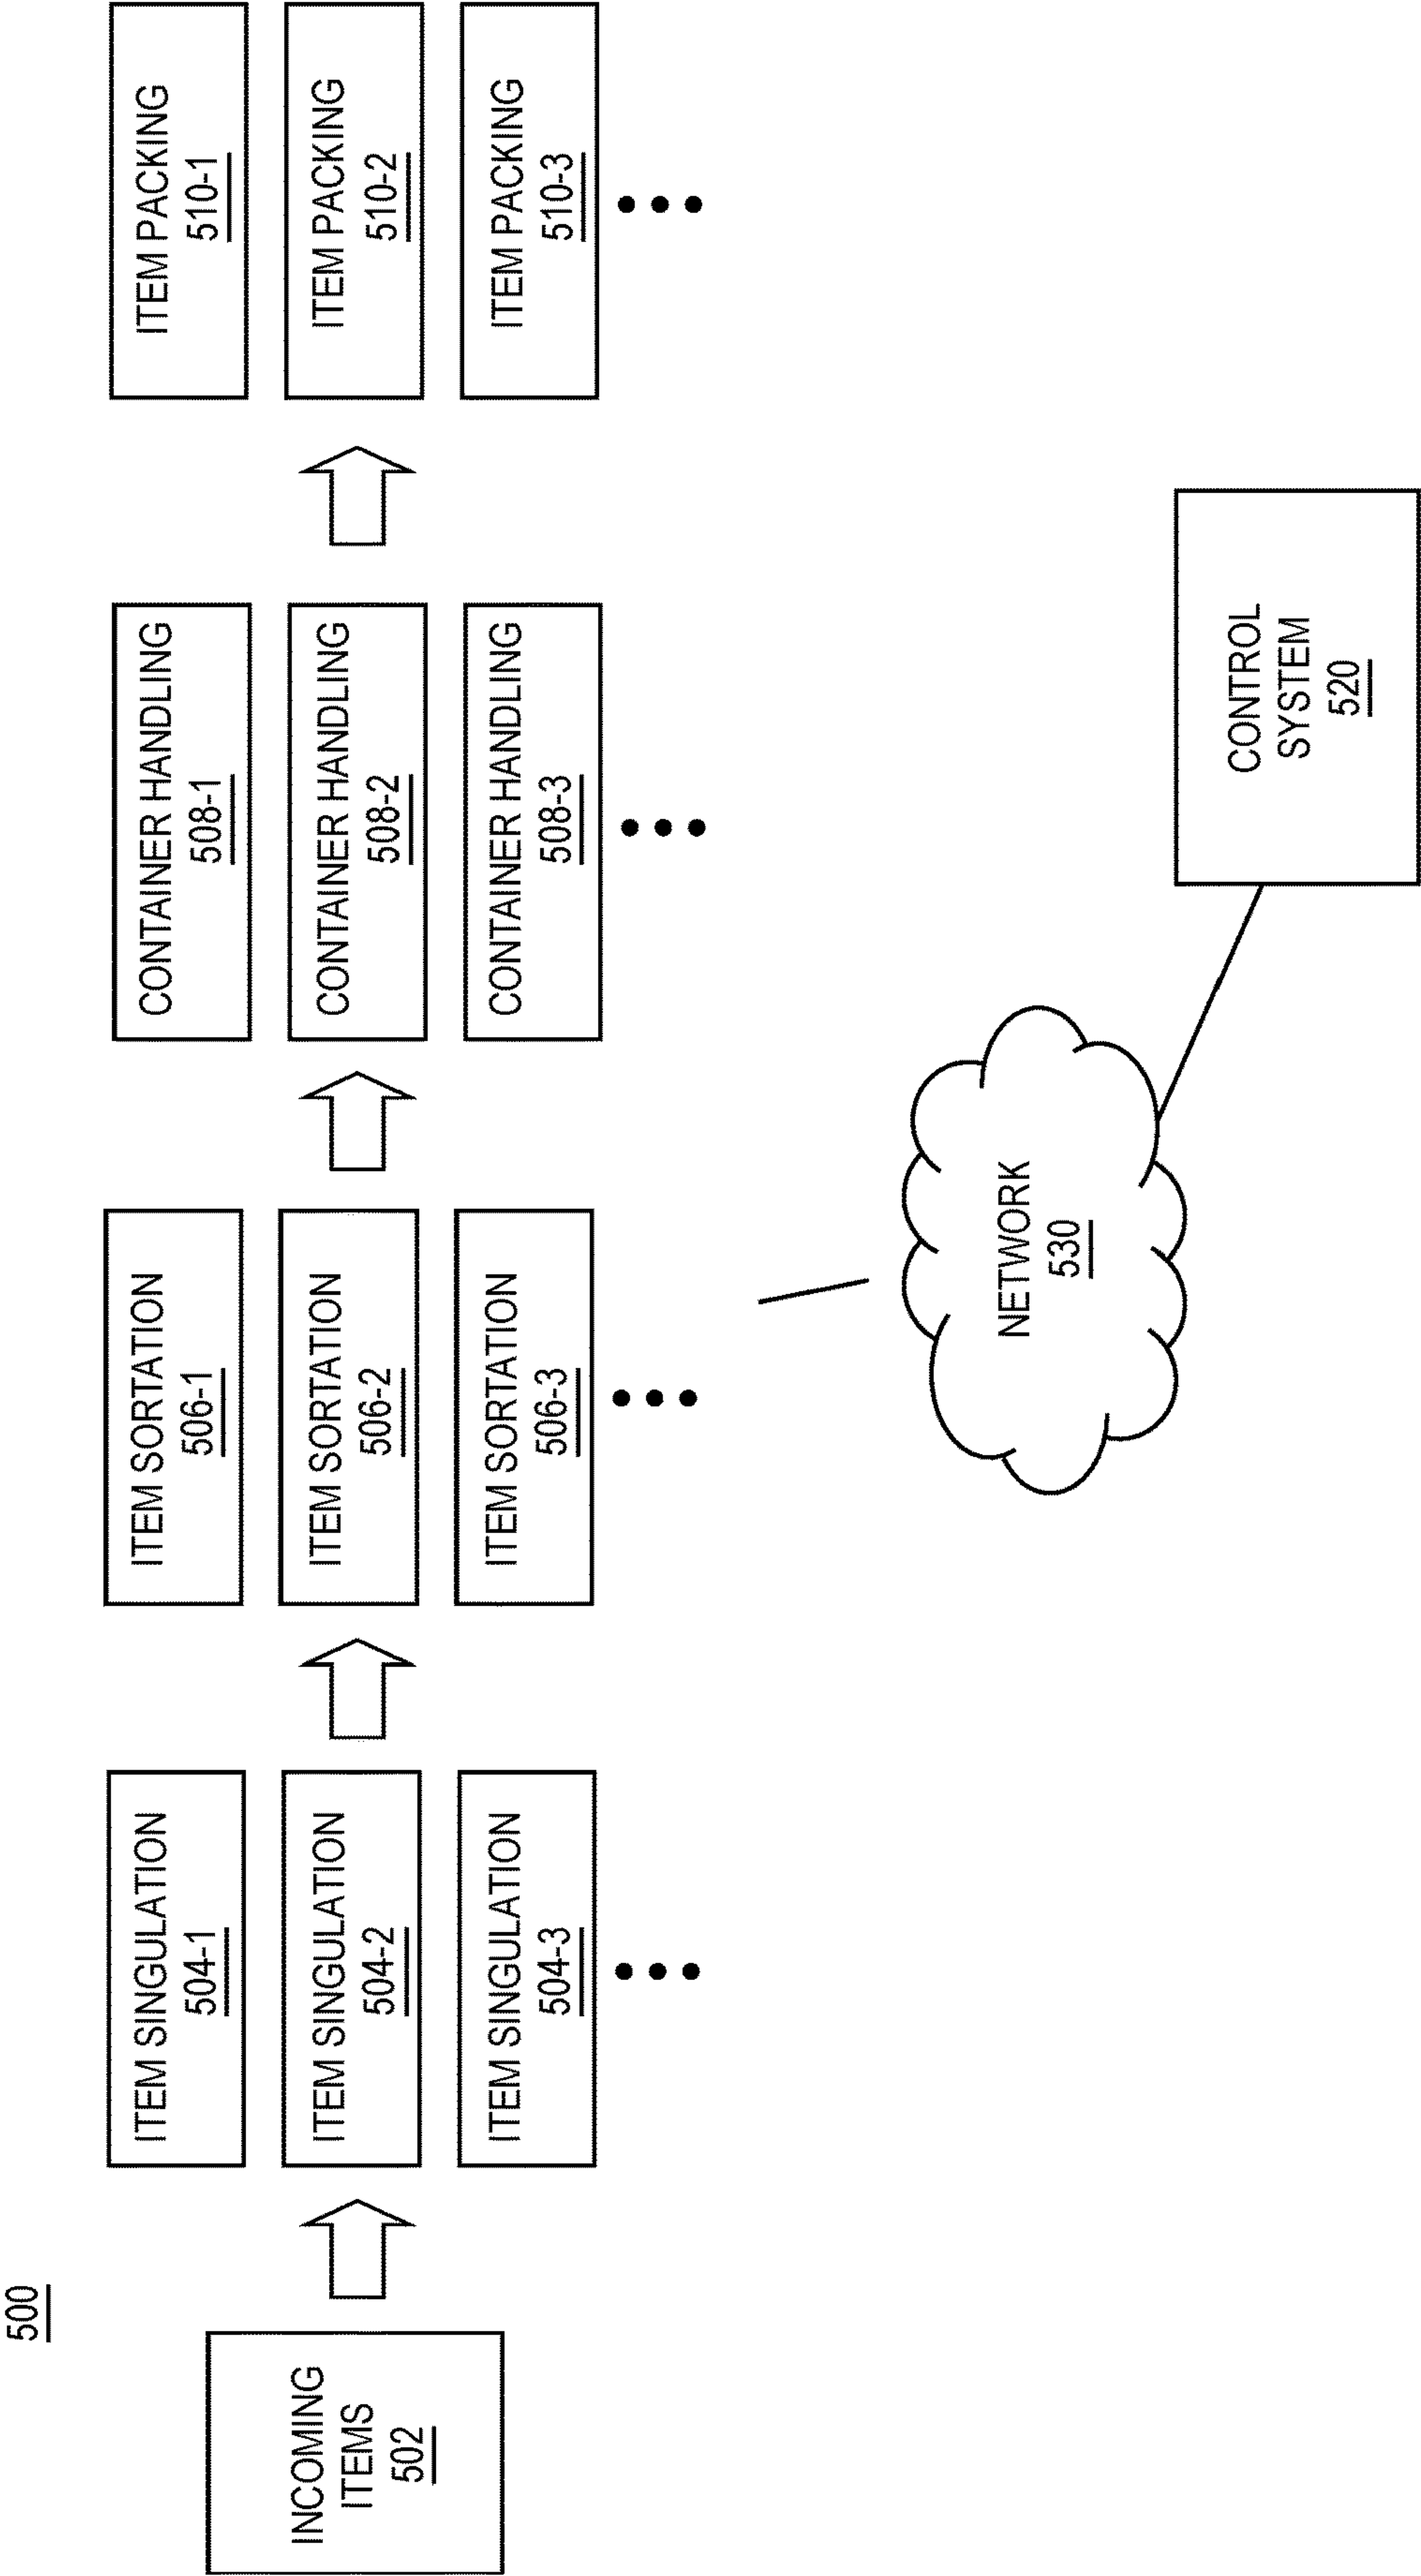 500
INCOMING
ITEMS
502
ITEM SINGULATION
504-1
ITEM SINGULATION
504-2
ITEM SINGULATION
504-3
ITEM SORTATION
506-1
ITEM SORTATION
506-2
ITEM SORTATION
506-3
CONTAINER HANDLING
508-1
CONTAINER HANDLING
508-2
CONTAINER HANDLING
508-3
ITEM PACKING
510-1
ITEM PACKING
510-2
ITEM PACKING
510-3
NETWORK
530
CONTROL
SYSTEM
520